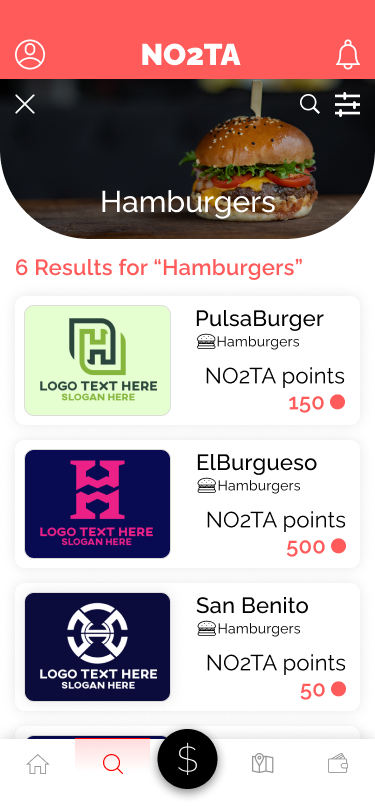 NO2TA
Hamburgers
6 Results for “Hamburgers”
PulsaBurger
Hamburgers
NO2TA points
150
LOGO TEXT HERE
SLOGAN HERE
ElBurgueso
Hamburgers
NO2TA points
500
LOGO TEXT HERE
SLOGAN HERE
San Benito
Hamburgers
NO2TA points
50
LOGO TEXT HERE
SLOGAN HERE
$